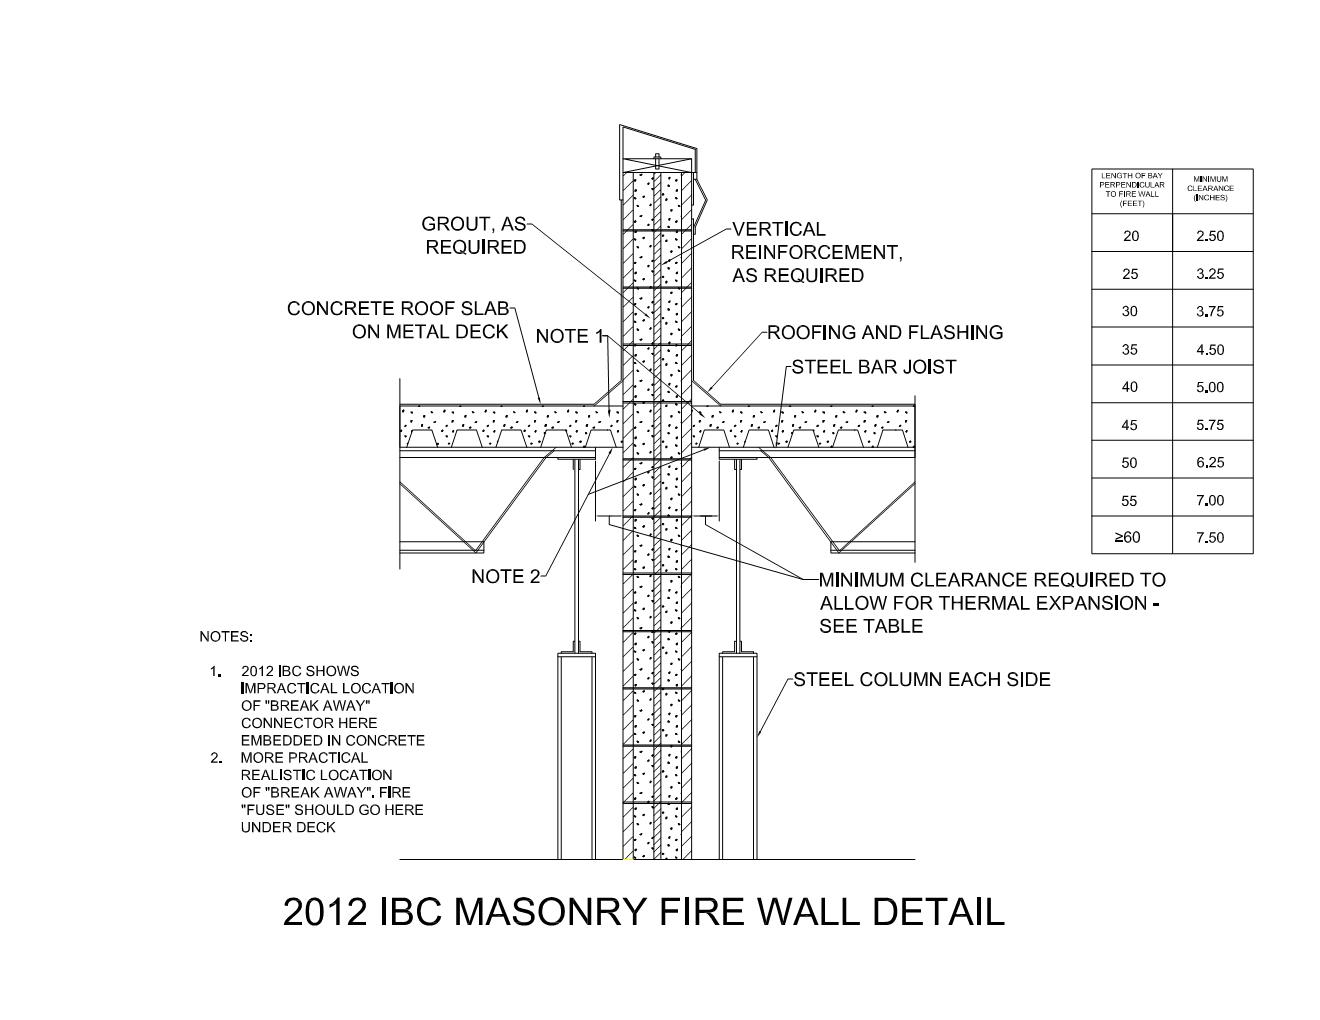 GROUT, AS
REQUIRED
VERTICAL
REINFORCEMENT,
AS REQUIRED
CONCRETE ROOF SLAB
ON METAL DECK
NOTE 1
ROOFING AND FLASHING
STEEL BAR JOIST
NOTE 2
MINIMUM CLEARANCE REQUIRED TO
ALLOW FOR THERMAL EXPANSION -
SEE TABLE
STEEL COLUMN EACH SIDE
LENGTH OF BAY
PERPENDICULAR
TO FIRE WALL
(FEET)
MINIMUM
CLEARANCE
(INCHES)
20 2.50
25 3.25
30 3.75
35 4.50
40 5.00
45 5.75
50 6.25
55 7.00
≥60 7.50
NOTES:
1. 2012 IBC SHOWS
IMPRACTICAL LOCATION
OF "BREAK AWAY"
CONNECTOR HERE
EMBEDDED IN CONCRETE
2. MORE PRACTICAL
REALISTIC LOCATION
OF "BREAK AWAY". FIRE
"FUSE" SHOULD GO HERE
UNDER DECK
2012 IBC MASONRY FIRE WALL DETAIL